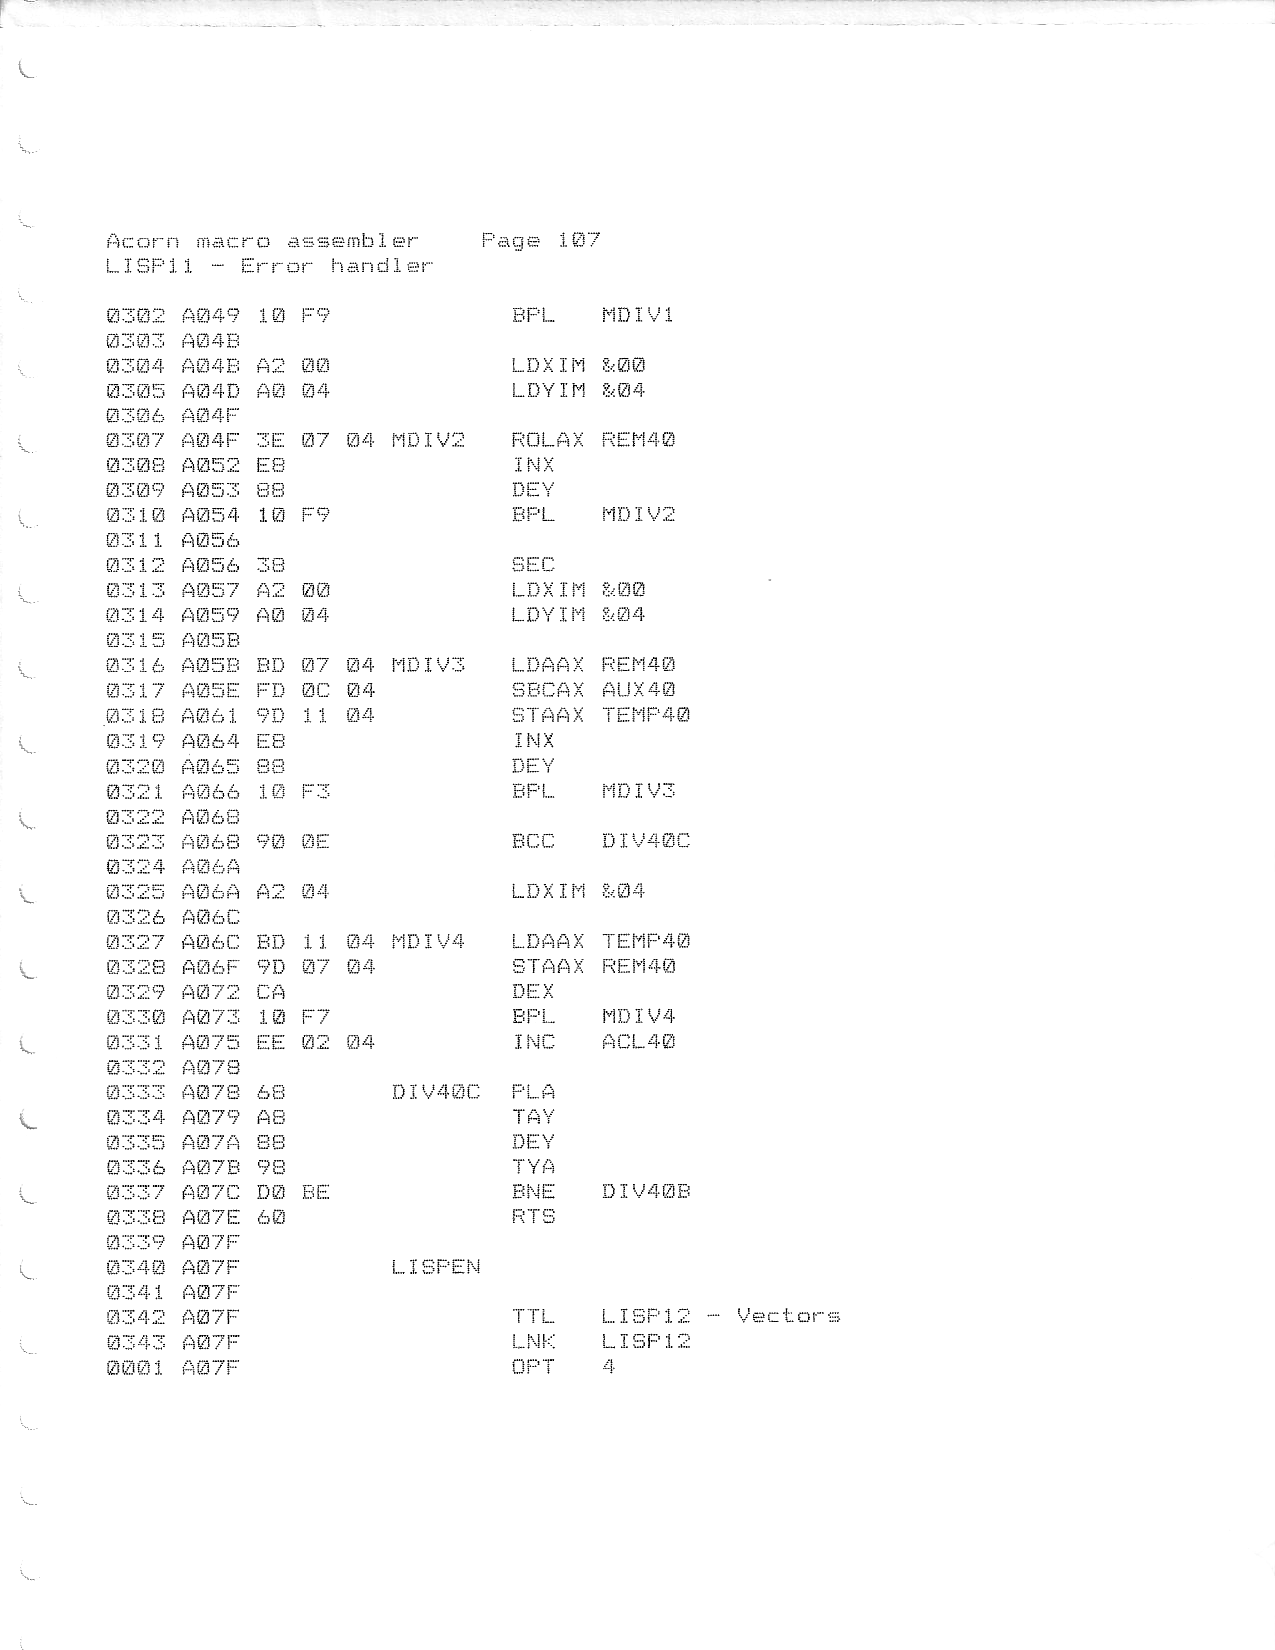 Acorn macro assembler    Page 107
LISP11 - Error handler
0302 A049 10 F9            BPL   MDIV1
0303 A04B
0304 A04B A2 00            LDXIM &00
0305 A04D A0 04            LDYIM &04
0306 A04F
0307 A04F 3E 07 04 MDIV2   ROLAX REM40
0308 A052 E8               INX
0309 A053 88               DEY
0310 A054 10 F9            BPL   MDIV2
0311 A056
0312 A056 38               SEC
0313 A057 A2 00            LDXIM &00
0314 A059 A0 04            LDYIM &04
0315 A05B
0316 A05B BD 07 04 MDIV3   LDAAX REM40
0317 A05E FD 0C 04         SBCAX AUX40
0318 A061 9D 11 04         STAAX TEMP40
0319 A064 E8               INX
0320 A065 88               DEY
0321 A066 10 F3            BPL   MDIV3
0322 A068
0323 A068 90 0E            BCC   DIV40C
0324 A06A
0325 A06A A2 04            LDXIM &04
0326 A06C
0327 A06C BD 11 04 MDIV4   LDAAX TEMP40
0328 A06F 9D 07 04         STAAX REM40
0329 A072 CA               DEX
0330 A073 10 F7            BPL   MDIV4
0331 A075 EE 02 04         INC   ACL40
0332 A078
0333 A078 68       DIV40C  PLA
0334 A079 A8               TAY
0335 A07A 88               DEY
0336 A07B 98               TYA
0337 A07C D0 BE            BNE   DIV40B
0338 A07E 60               RTS
0339 A07F
0340 A07F          LISPEN
0341 A07F
0342 A07F                  TTL   LISP12 - Vectors
0343 A07F                  LNK   LISP12
0001 A07F                  OPT   4